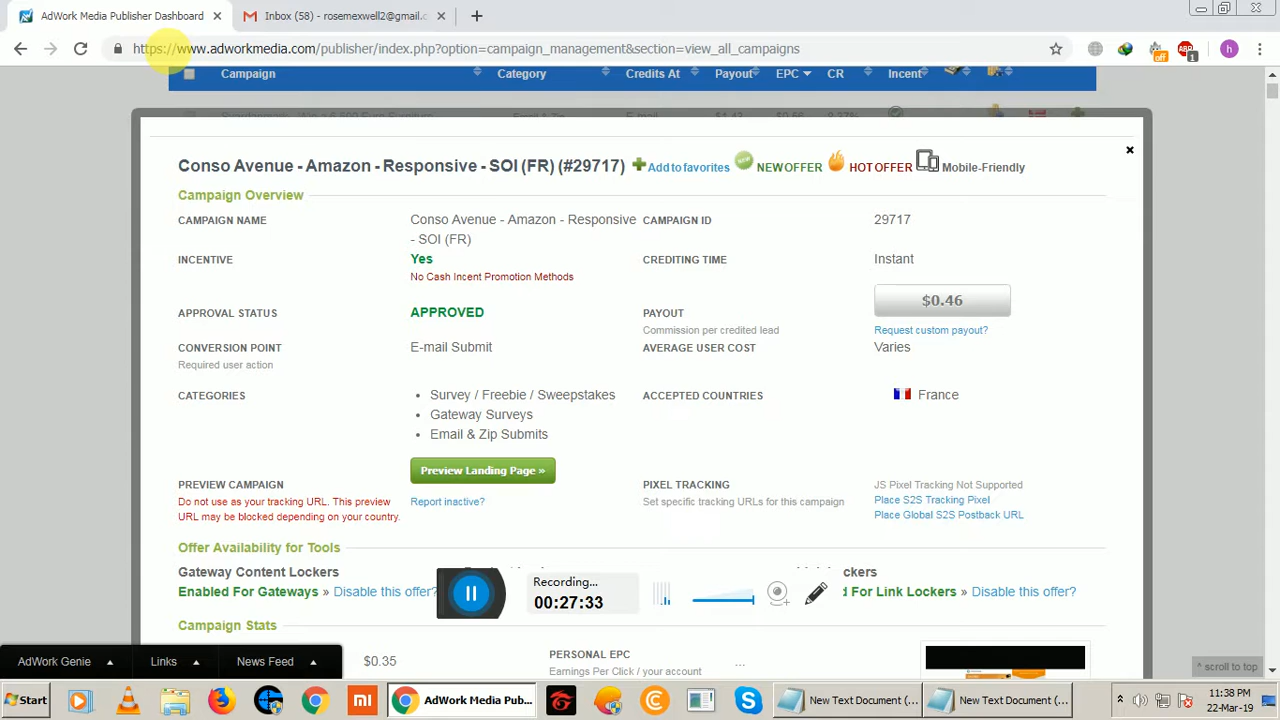 AdWork Media Publisher Dashboard
Inbox (58) - rosemexwell2@gmail.c
https://www.adworkmedia.com/publisher/index.php?option=campaign_management&section=view_all_campaigns
1
h
off
Campaign Category Credits At Payout EPC CR Incent
Conso Avenue - Amazon - Responsive - SOI (FR) (#29717) Add to favorites NEW OFFER HOT OFFER Mobile-Friendly
Campaign Overview
CAMPAIGN NAME Conso Avenue - Amazon - Responsive CAMPAIGN ID 29717
- SOI (FR)
INCENTIVE Yes CREDITING TIME Instant
No Cash Incent Promotion Methods
$0.46
APPROVAL STATUS APPROVED PAYOUT
Commission per credited lead Request custom payout?
CONVERSION POINT E-mail Submit AVERAGE USER COST Varies
Required user action
CATEGORIES • Survey / Freebie / Sweepstakes ACCEPTED COUNTRIES France
• Gateway Surveys
• Email & Zip Submits
Preview Landing Page »
PREVIEW CAMPAIGN PIXEL TRACKING JS Pixel Tracking Not Supported
Do not use as your tracking URL. This preview Report inactive? Set specific tracking URLs for this campaign Place S2S Tracking Pixel
URL may be blocked depending on your country. Place Global S2S Postback URL
Offer Availability for Tools
Gateway Content Lockers ckers
Enabled For Gateways » Disable this offer? d For Link Lockers » Disable this offer?
Recording...
00:27:33
Campaign Stats
$0.35 PERSONAL EPC ...
Earnings Per Click / your account
AdWork Genie Links News Feed
^ scroll to top
Start
mi
AdWork Media Pub...
New Text Document (...
New Text Document (...
11:38 PM
22-Mar-19